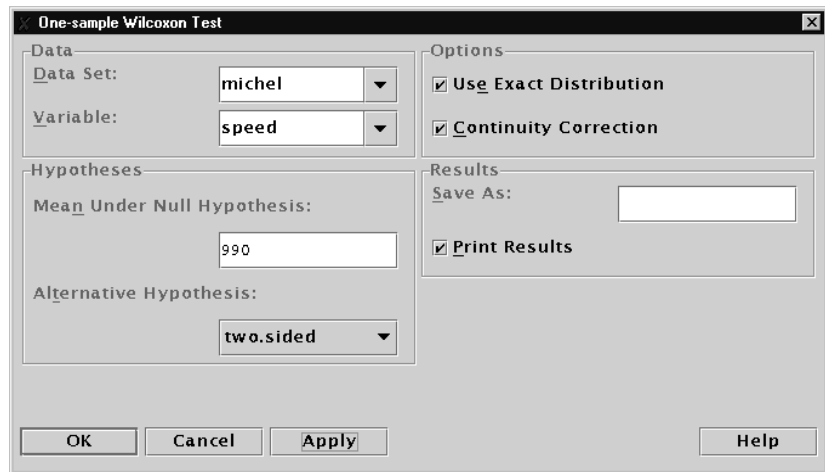 One-sample Wilcoxon Test
Data
Data Set:
michel
Variable:
speed
Hypotheses
Mean Under Null Hypothesis:
990
Alternative Hypothesis:
two.sided
Options
Use Exact Distribution
Continuity Correction
Results
Save As:
Print Results
OK
Cancel
Apply
Help